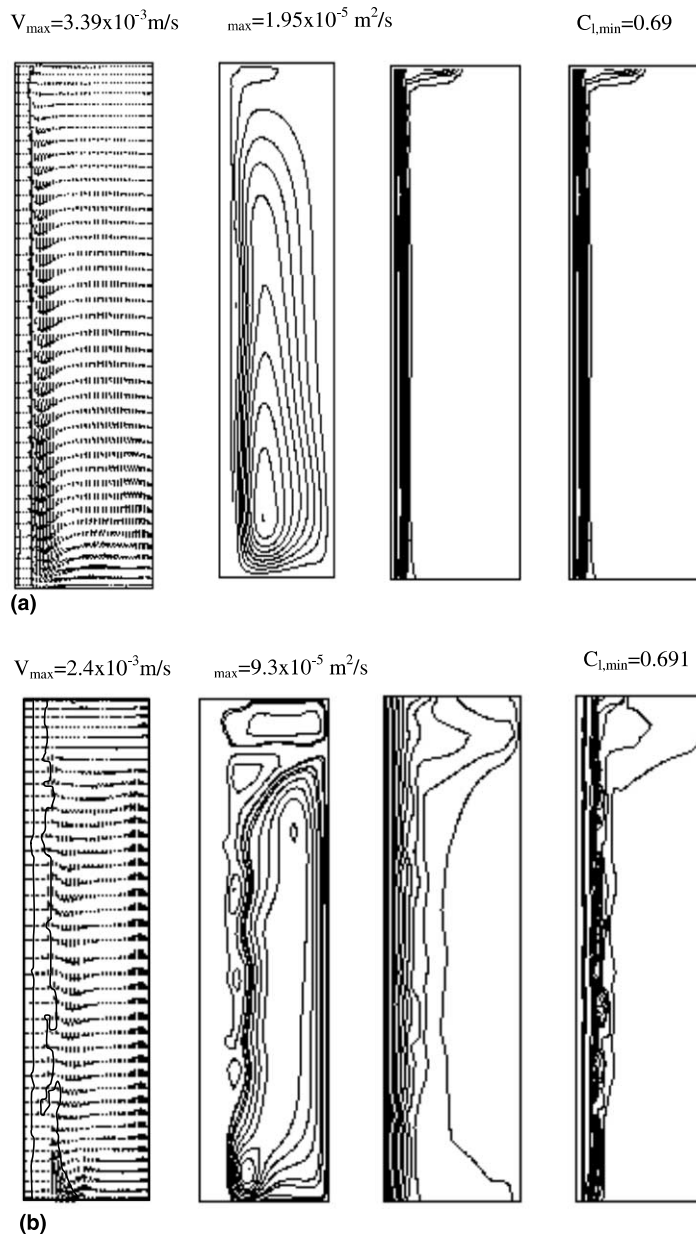 Vmax=3.39x10-3m/s max=1.95x10-5 m2/s Cl,min=0.69
(a)
Vmax=2.4x10-3m/s max=9.3x10-5 m2/s Cl,min=0.691
(b)